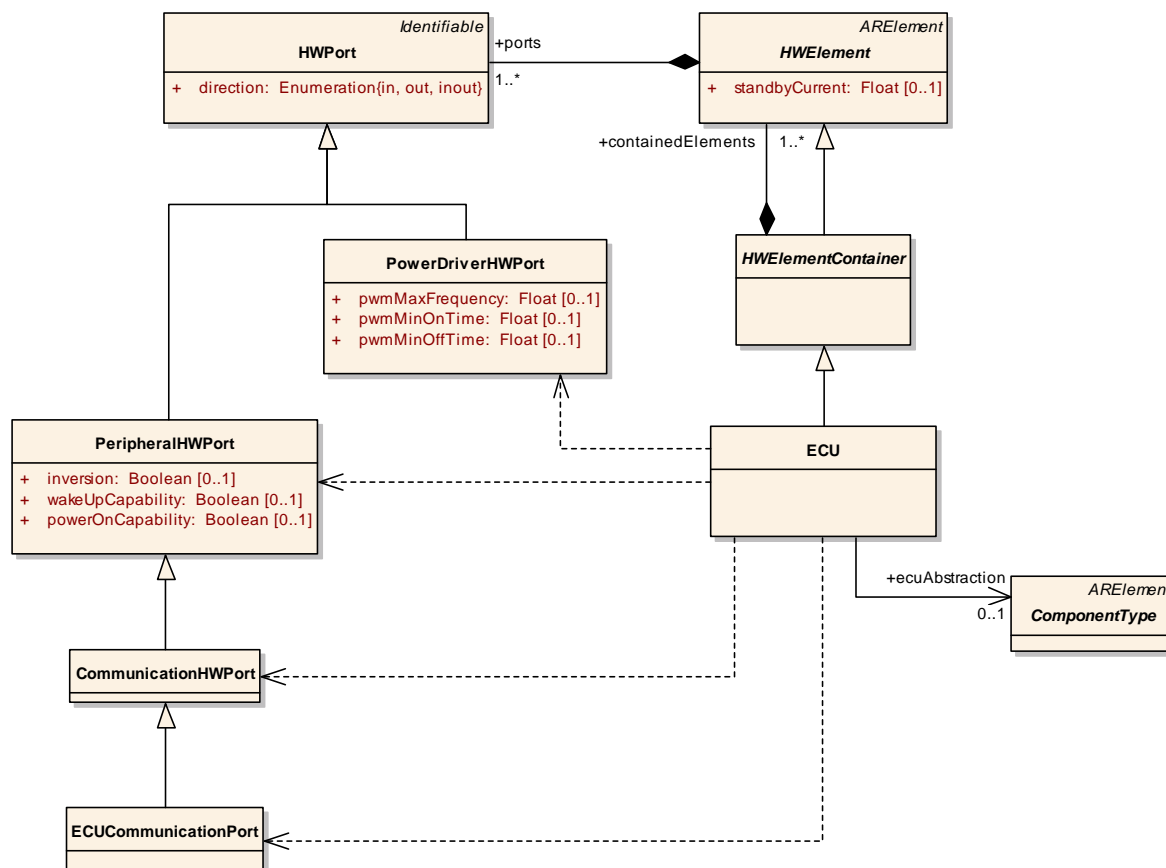 Identifiable
HWPort
+ direction: Enumeration{in, out, inout}
+ports
1..*
ARElement
HWElement
+ standbyCurrent: Float [0..1]
+containedElements
1..*
HWElementContainer
PowerDriverHWPort
+ pwmMaxFrequency: Float [0..1]
+ pwmMinOnTime: Float [0..1]
+ pwmMinOffTime: Float [0..1]
PeripheralHWPort
+ inversion: Boolean [0..1]
+ wakeUpCapability: Boolean [0..1]
+ powerOnCapability: Boolean [0..1]
ECU
+ecuAbstraction
0..1
ARElemen
ComponentType
CommunicationHWPort
ECUCommunicationPort